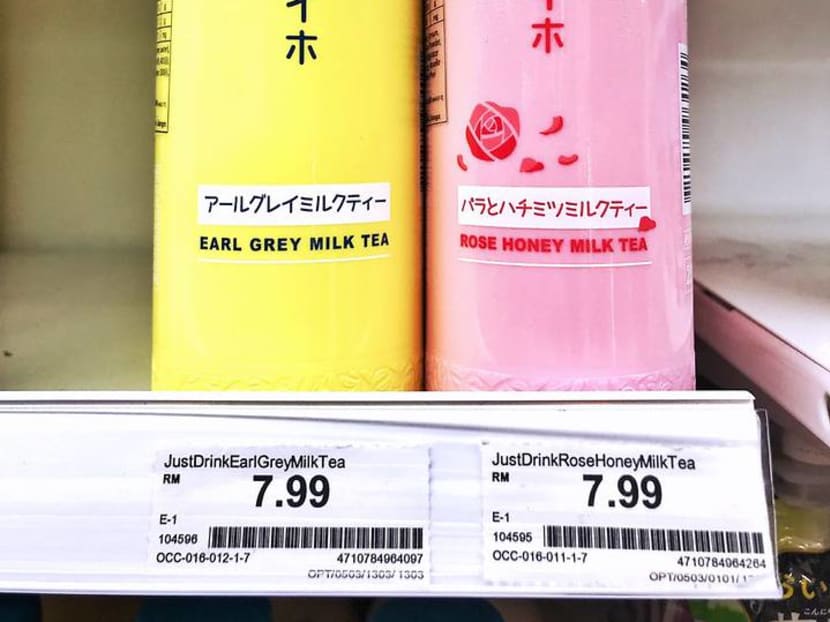 イホ
アールグレイミルクティー
EARL GREY MILK TEA
イホ
バラとハチミツミルクティー
ROSE HONEY MILK TEA
JustDrinkEarlGreyMilkTea
RM 7.99
E-1
104596
OCC-016-012-1-7 4710784964097
OPT/0503/1303/1303
JustDrinkRoseHoneyMilkTea
RM 7.99
E-1
104595
OCC-016-011-1-7 4710784964264
OPT/0503/0101/